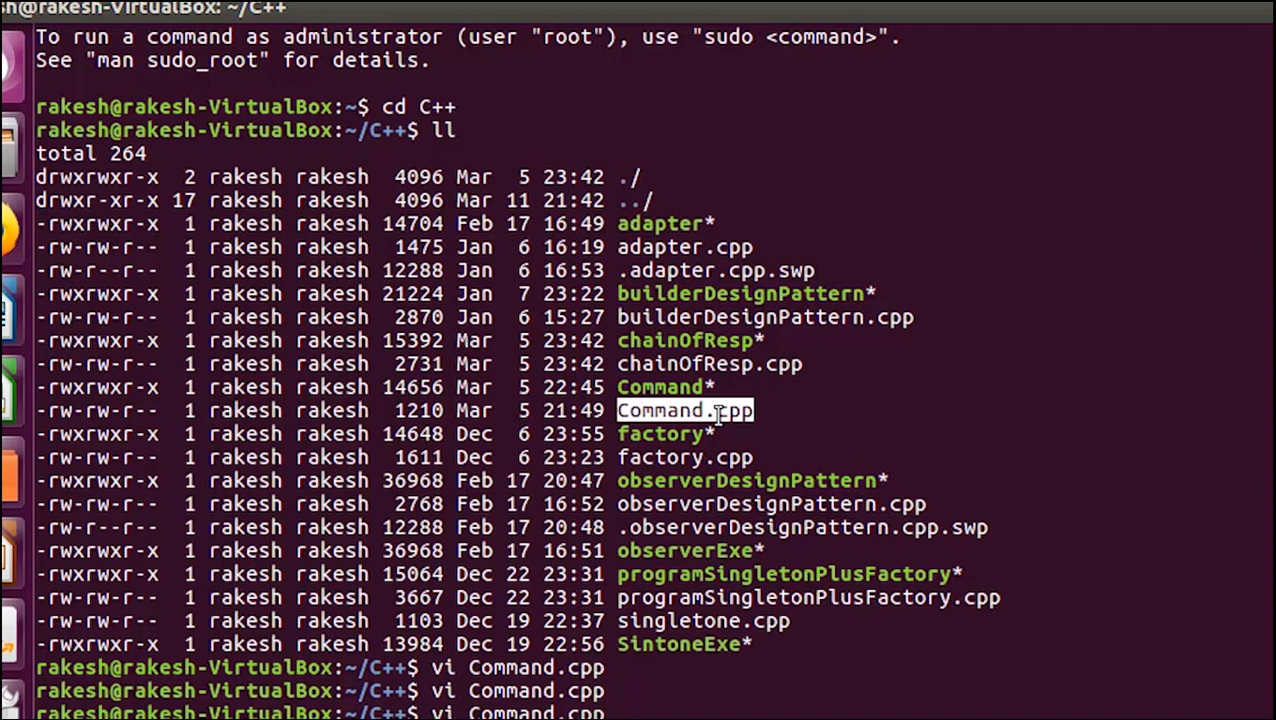 sh@rakesh-VirtualBox: ~/C++
To run a command as administrator (user "root"), use "sudo <command>".
See "man sudo_root" for details.
rakesh@rakesh-VirtualBox:~$ cd C++
rakesh@rakesh-VirtualBox:~/C++$ ll
total 264
drwxrwxr-x  2 rakesh rakesh  4096 Mar  5 23:42 ./
drwxr-xr-x 17 rakesh rakesh  4096 Mar 11 21:42 ../
-rwxrwxr-x  1 rakesh rakesh 14704 Feb 17 16:49 adapter*
-rw-rw-r--  1 rakesh rakesh  1475 Jan  6 16:19 adapter.cpp
-rw-r--r--  1 rakesh rakesh 12288 Jan  6 16:53 .adapter.cpp.swp
-rwxrwxr-x  1 rakesh rakesh 21224 Jan  7 23:22 builderDesignPattern*
-rw-rw-r--  1 rakesh rakesh  2870 Jan  6 15:27 builderDesignPattern.cpp
-rwxrwxr-x  1 rakesh rakesh 15392 Mar  5 23:42 chainOfResp*
-rw-rw-r--  1 rakesh rakesh  2731 Mar  5 23:42 chainOfResp.cpp
-rwxrwxr-x  1 rakesh rakesh 14656 Mar  5 22:45 Command*
-rw-rw-r--  1 rakesh rakesh  1210 Mar  5 21:49 Command.cpp
-rwxrwxr-x  1 rakesh rakesh 14648 Dec  6 23:55 factory*
-rw-rw-r--  1 rakesh rakesh  1611 Dec  6 23:23 factory.cpp
-rwxrwxr-x  1 rakesh rakesh 36968 Feb 17 20:47 observerDesignPattern*
-rw-rw-r--  1 rakesh rakesh  2768 Feb 17 16:52 observerDesignPattern.cpp
-rw-r--r--  1 rakesh rakesh 12288 Feb 17 20:48 .observerDesignPattern.cpp.swp
-rwxrwxr-x  1 rakesh rakesh 36968 Feb 17 16:51 observerExe*
-rwxrwxr-x  1 rakesh rakesh 15064 Dec 22 23:31 programSingletonPlusFactory*
-rw-rw-r--  1 rakesh rakesh  3667 Dec 22 23:31 programSingletonPlusFactory.cpp
-rw-rw-r--  1 rakesh rakesh  1103 Dec 19 22:37 singletone.cpp
-rwxrwxr-x  1 rakesh rakesh 13984 Dec 19 22:56 SintoneExe*
rakesh@rakesh-VirtualBox:~/C++$ vi Command.cpp
rakesh@rakesh-VirtualBox:~/C++$ vi Command.cpp
rakesh@rakesh-VirtualBox:~/C++$ vi Command.cpp